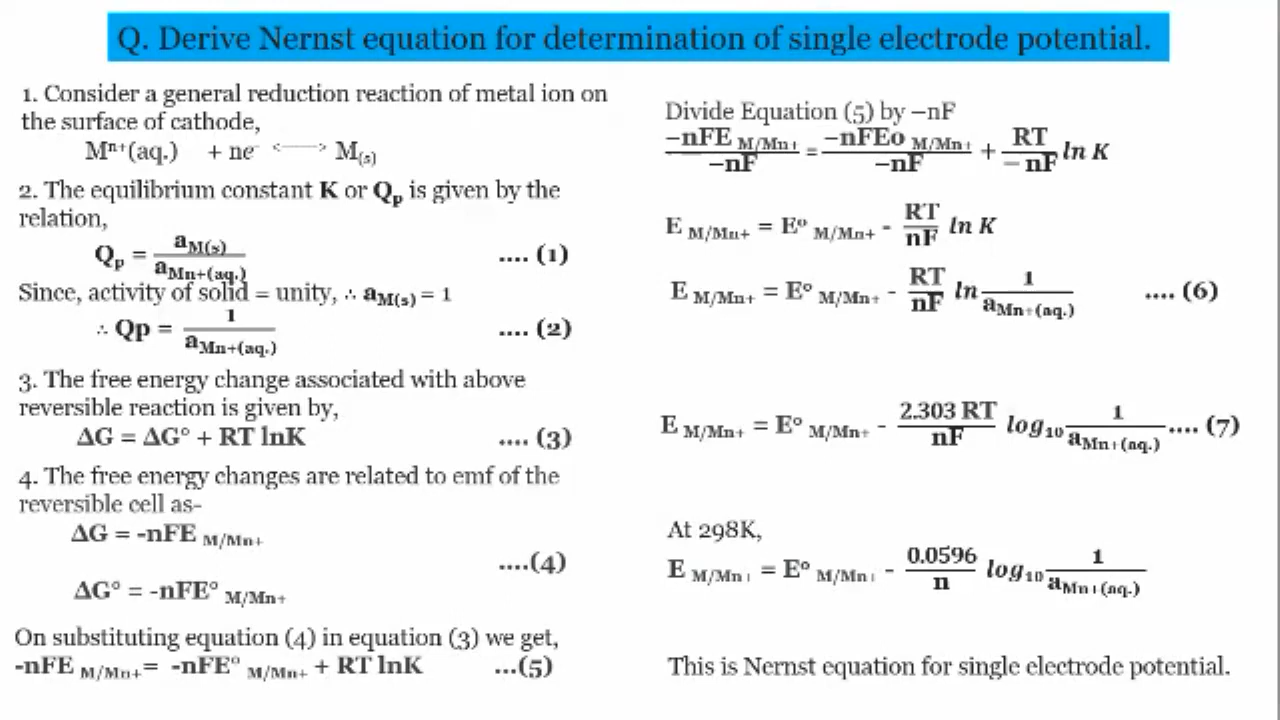 Q. Derive Nernst equation for determination of single electrode potential.
1. Consider a general reduction reaction of metal ion on
the surface of cathode,
Mⁿ⁺(aq.) + ne⁻ <----> M(s)
2. The equilibrium constant K or Qp is given by the
relation,
Qp = aM(s) / aMn+(aq.) .... (1)
Since, activity of solid = unity, ∴ aM(s) = 1
∴ Qp = 1 / aMn+(aq.) .... (2)
3. The free energy change associated with above
reversible reaction is given by,
ΔG = ΔG° + RT lnK .... (3)
4. The free energy changes are related to emf of the
reversible cell as-
ΔG = -nFE M/Mn+
....(4)
ΔG° = -nFE° M/Mn+
On substituting equation (4) in equation (3) we get,
-nFE M/Mn+ = -nFE° M/Mn+ + RT lnK ...(5)
Divide Equation (5) by –nF
–nFE M/Mn+ / –nF = –nFEo M/Mn+ / –nF + RT / – nF ln K
E M/Mn+ = Eº M/Mn+ - RT / nF ln K
E M/Mn+ = Eº M/Mn+ - RT / nF ln 1 / aMn+(aq.) .... (6)
E M/Mn+ = Eº M/Mn+ - 2.303 RT / nF log₁₀ 1 / aMn+(aq.) .... (7)
At 298K,
E M/Mn+ = Eº M/Mn+ - 0.0596 / n log₁₀ 1 / aMn+(aq.)
This is Nernst equation for single electrode potential.